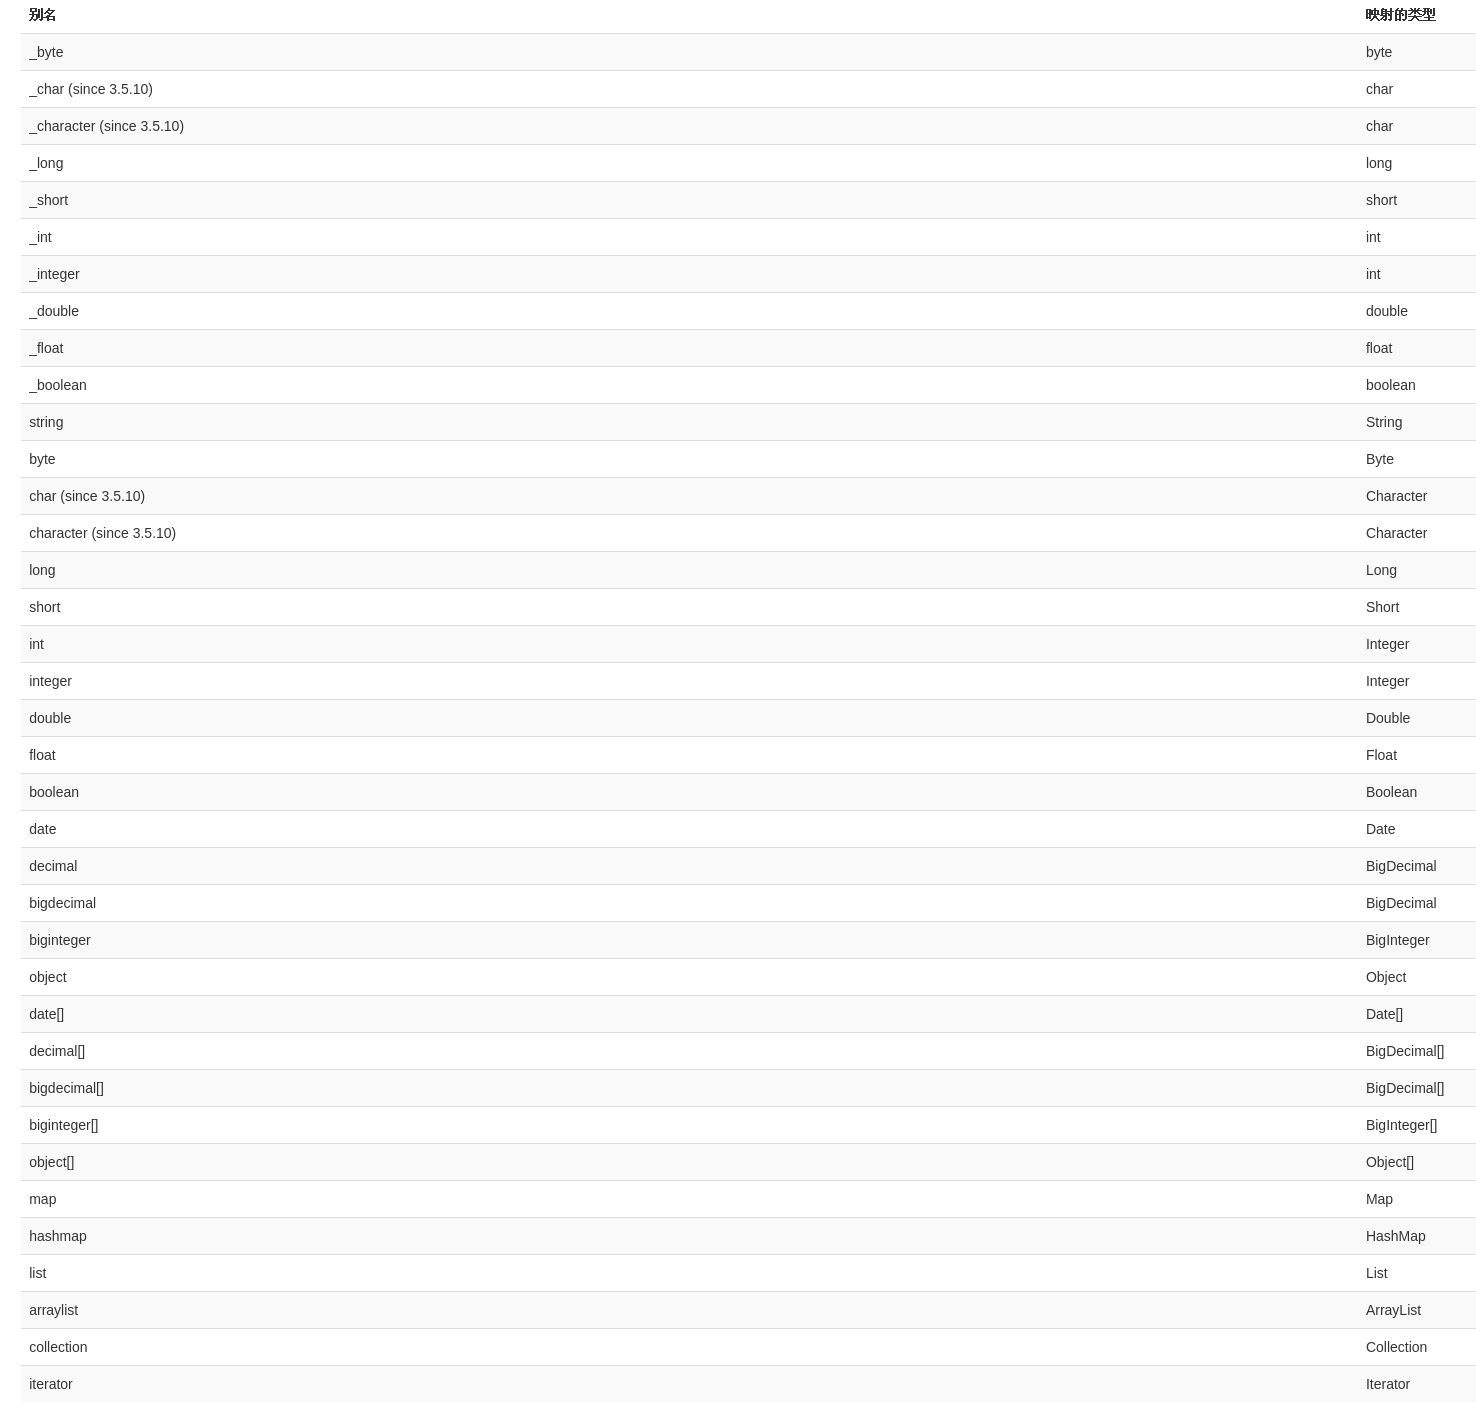 别名 映射的类型
_byte byte
_char (since 3.5.10) char
_character (since 3.5.10) char
_long long
_short short
_int int
_integer int
_double double
_float float
_boolean boolean
string String
byte Byte
char (since 3.5.10) Character
character (since 3.5.10) Character
long Long
short Short
int Integer
integer Integer
double Double
float Float
boolean Boolean
date Date
decimal BigDecimal
bigdecimal BigDecimal
biginteger BigInteger
object Object
date[] Date[]
decimal[] BigDecimal[]
bigdecimal[] BigDecimal[]
biginteger[] BigInteger[]
object[] Object[]
map Map
hashmap HashMap
list List
arraylist ArrayList
collection Collection
iterator Iterator